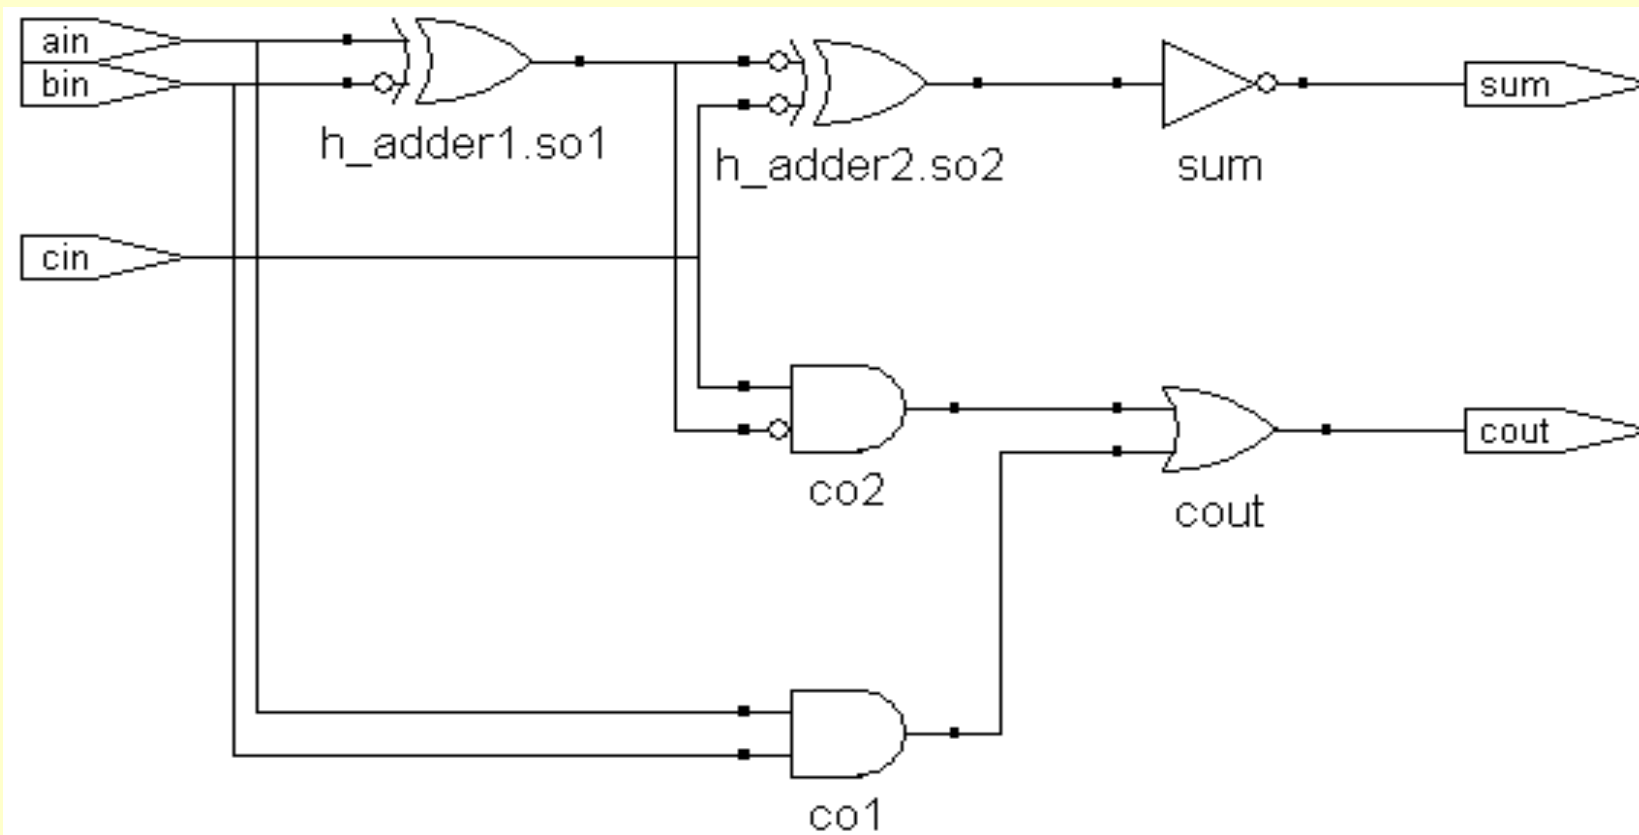 ain
bin
h_adder1.so1
h_adder2.so2
sum
sum
cin
co2
cout
cout
co1